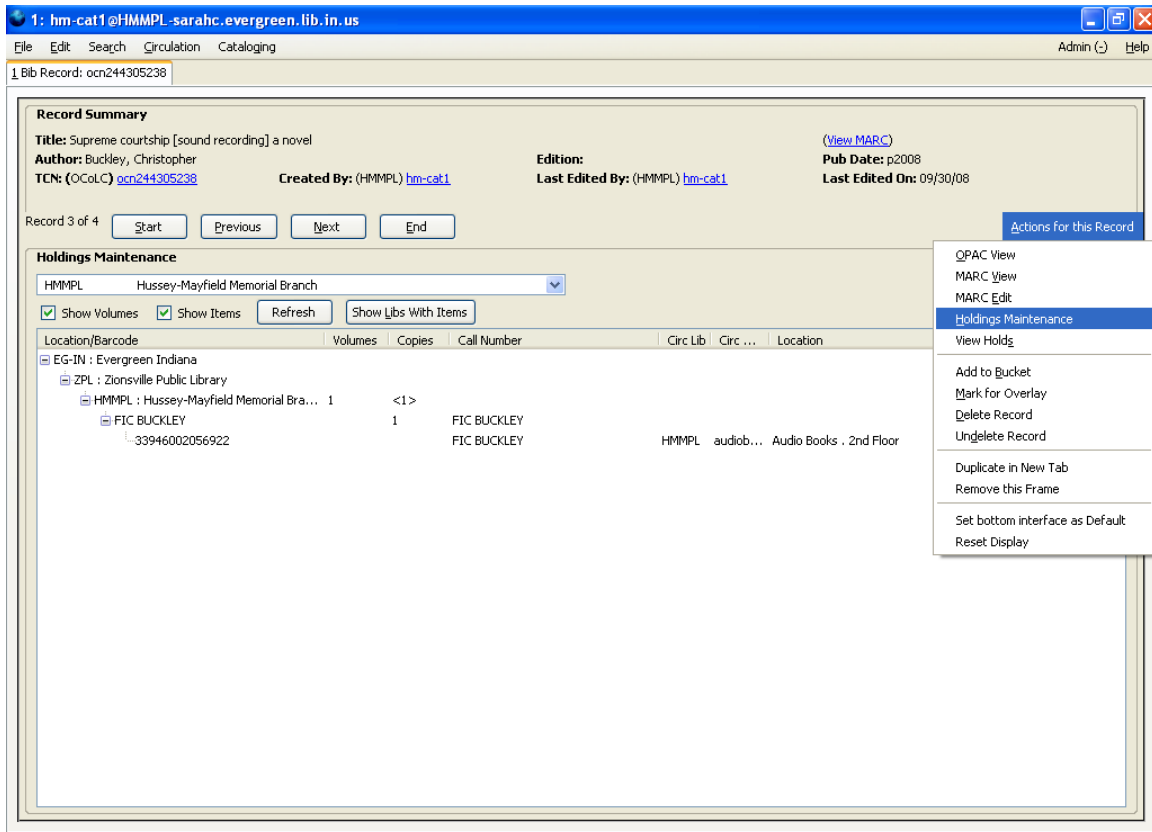 1: hm-cat1@HMMPL-sarahc.evergreen.lib.in.us
File Edit Search Circulation Cataloging Admin (-) Help
1 Bib Record: ocn244305238
Record Summary
Title: Supreme courtship [sound recording] a novel (View MARC)
Author: Buckley, Christopher Edition: Pub Date: p2008
TCN: (OCoLC) ocn244305238 Created By: (HMMPL) hm-cat1 Last Edited By: (HMMPL) hm-cat1 Last Edited On: 09/30/08
Record 3 of 4 Start Previous Next End Actions for this Record
Holdings Maintenance
HMMPL Hussey-Mayfield Memorial Branch
Show Volumes Show Items Refresh Show Libs With Items
Location/Barcode Volumes Copies Call Number Circ Lib Circ ... Location
EG-IN : Evergreen Indiana
ZPL : Zionsville Public Library
HMMPL : Hussey-Mayfield Memorial Bra... 1 <1>
FIC BUCKLEY 1 FIC BUCKLEY
33946002056922 FIC BUCKLEY HMMPL audiob... Audio Books . 2nd Floor
OPAC View
MARC View
MARC Edit
Holdings Maintenance
View Holds
Add to Bucket
Mark for Overlay
Delete Record
Undelete Record
Duplicate in New Tab
Remove this Frame
Set bottom interface as Default
Reset Display